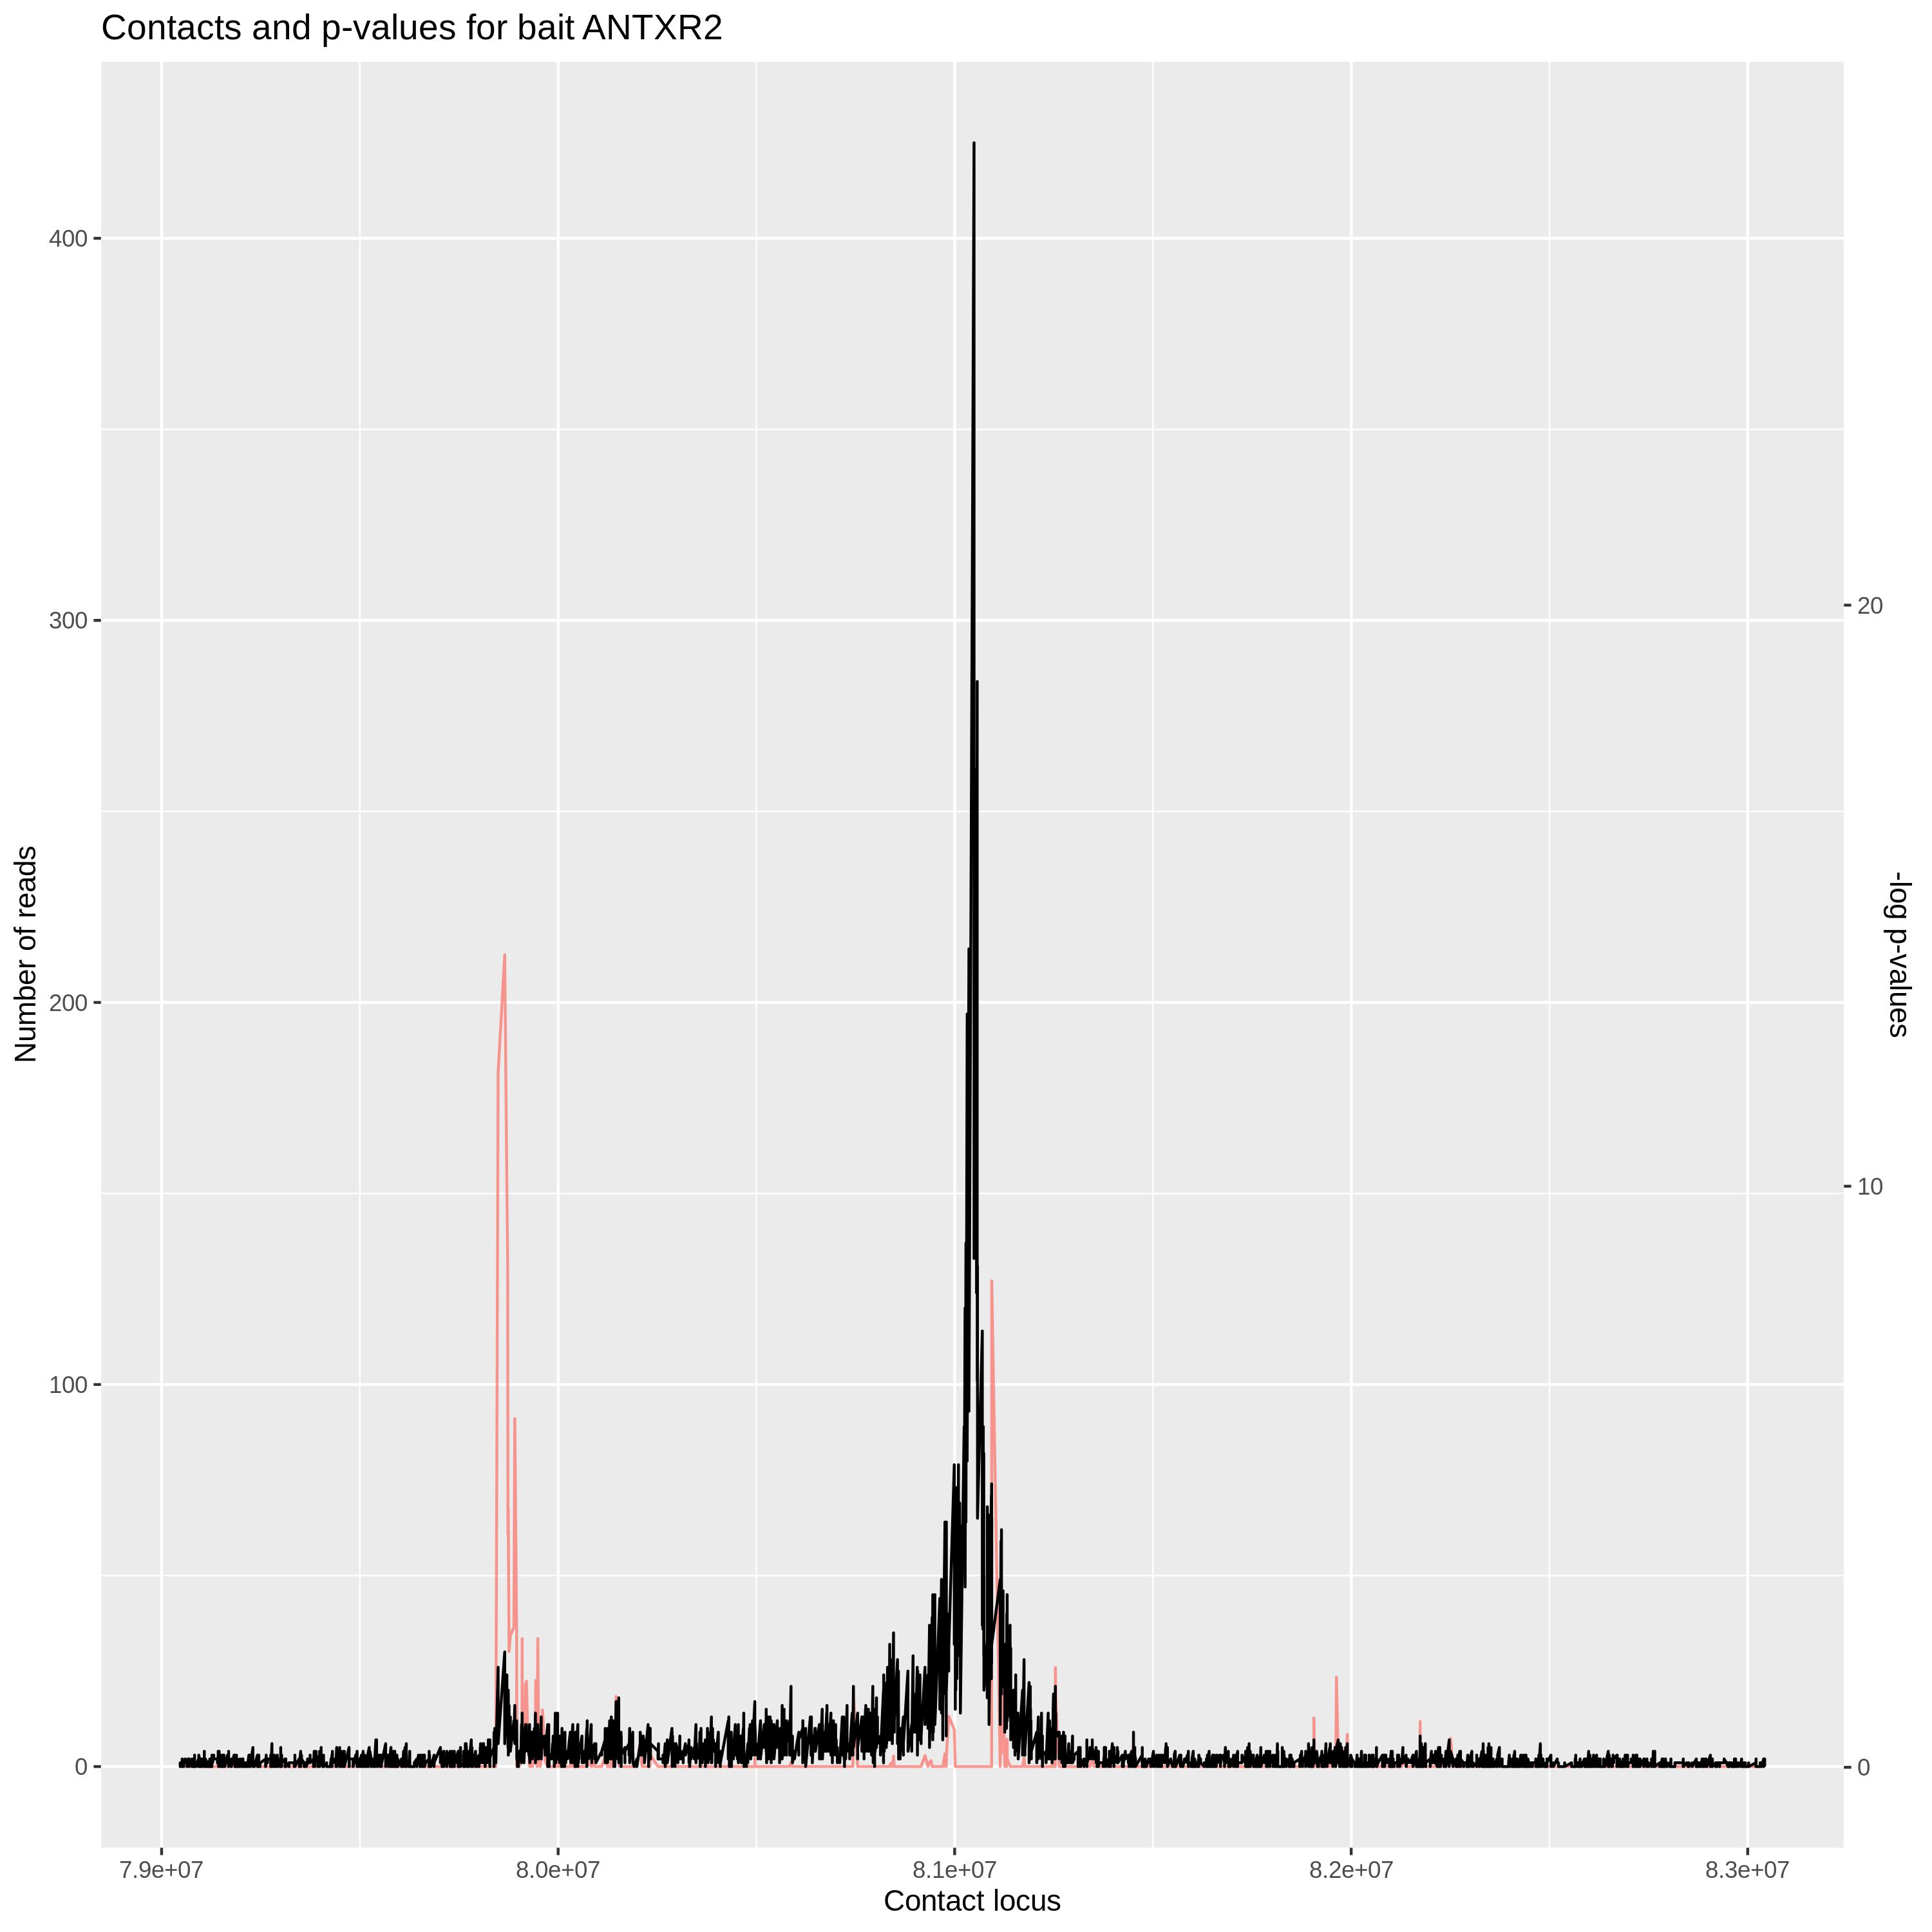 Contacts and p-values for bait ANTXR2
400
300
200
100
0
Number of reads
20
10
0
-log p-values
7.9e+07
8.0e+07
8.1e+07
8.2e+07
8.3e+07
Contact locus